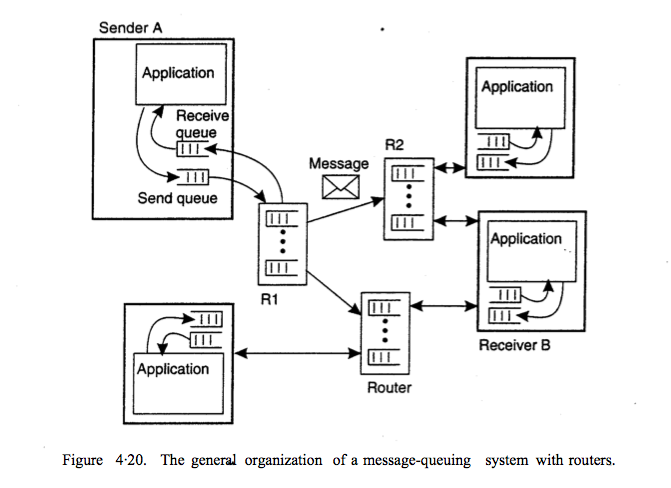 Sender A
Application
Receive
queue
Send queue
R1
Message
R2
Application
Application
Receiver B
Router
Application
Figure 4·20. The general organization of a message-queuing system with routers.